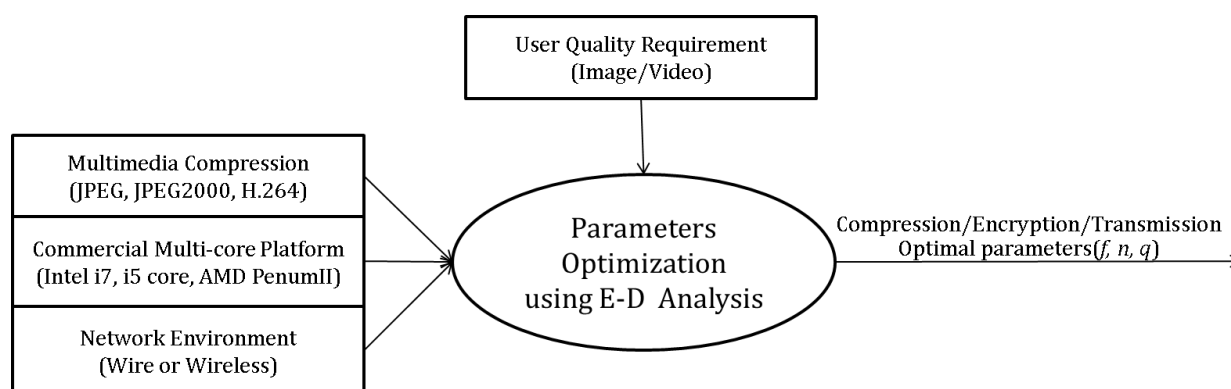 User Quality Requirement
(Image/Video)
Multimedia Compression
(JPEG, JPEG2000, H.264)
Commercial Multi-core Platform
(Intel i7, i5 core, AMD PenumII)
Network Environment
(Wire or Wireless)
Parameters
Optimization
using E-D Analysis
Compression/Encryption/Transmission
Optimal parameters(f, n, q)